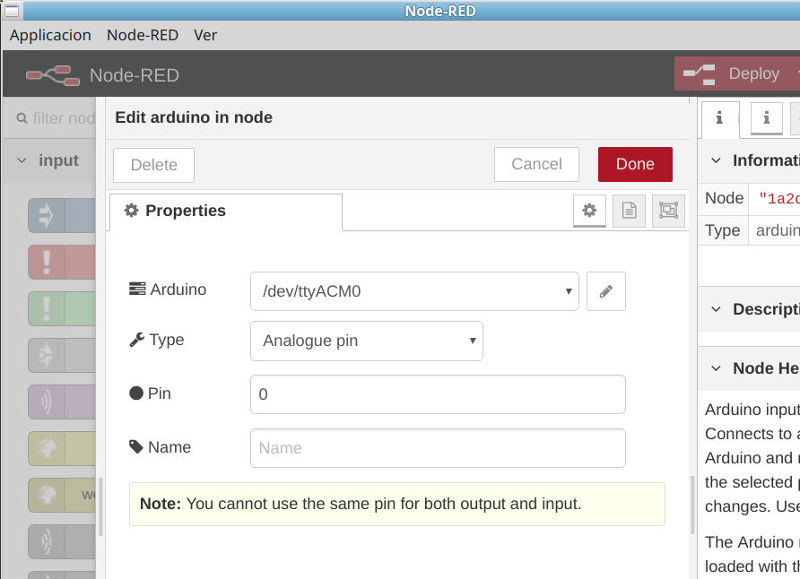 Node-RED
Applicacion Node-RED Ver
Node-RED
Deploy
filter nod
Edit arduino in node
input
Delete
Cancel
Done
Properties
Arduino
/dev/ttyACM0
Type
Analogue pin
Pin
0
Name
Name
Note: You cannot use the same pin for both output and input.
we
i
i
Informati
Node "1a2c
Type arduin
Descripti
Node He
Arduino input
Connects to a
Arduino and r
the selected p
changes. Use
The Arduino r
loaded with th